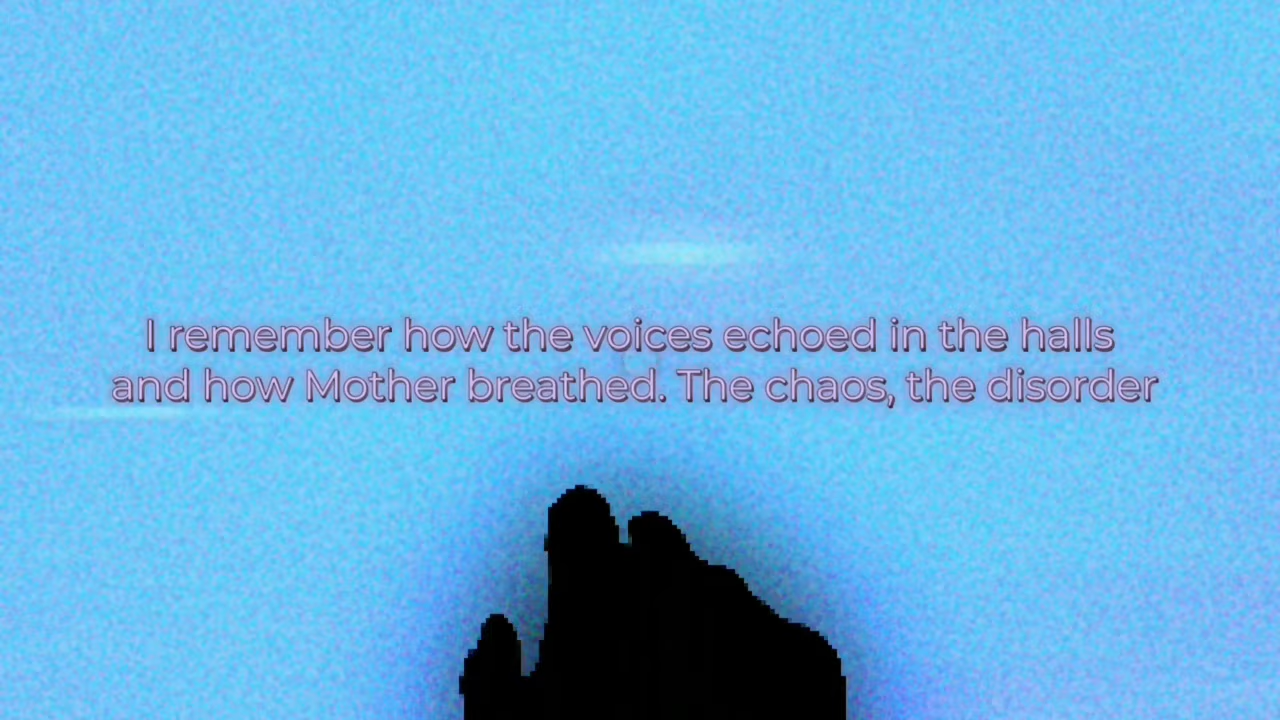 I remember how the voices echoed in the halls
and how Mother breathed. The chaos, the disorder